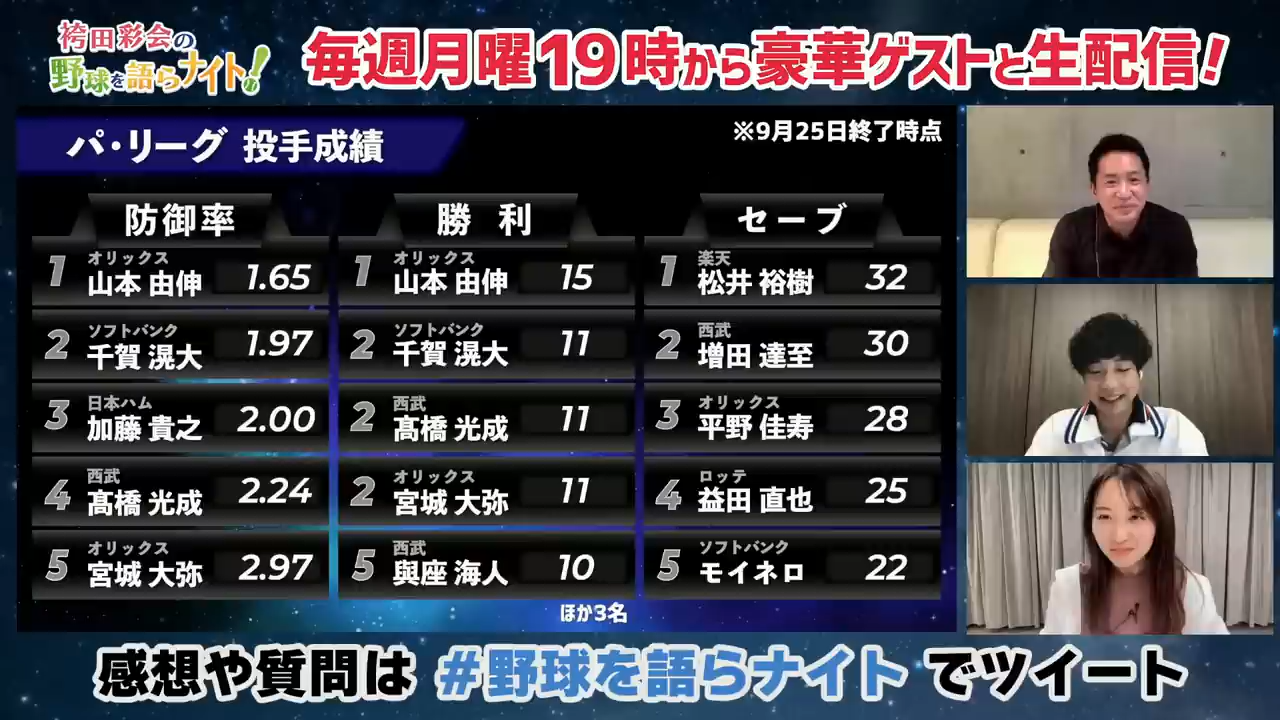 袴田彩会の
野球を語らナイト!
毎週月曜19時から豪華ゲストと生配信!
パ・リーグ 投手成績
※9月25日終了時点
防御率
1 オリックス 山本 由伸 1.65
2 ソフトバンク 千賀 滉大 1.97
3 日本ハム 加藤 貴之 2.00
4 西武 髙橋 光成 2.24
5 オリックス 宮城 大弥 2.97
勝利
1 オリックス 山本 由伸 15
2 ソフトバンク 千賀 滉大 11
2 西武 髙橋 光成 11
2 オリックス 宮城 大弥 11
5 西武 與座 海人 10
ほか3名
セーブ
1 楽天 松井 裕樹 32
2 西武 増田 達至 30
3 オリックス 平野 佳寿 28
4 ロッテ 益田 直也 25
5 ソフトバンク モイネロ 22
感想や質問は #野球を語らナイト でツイート